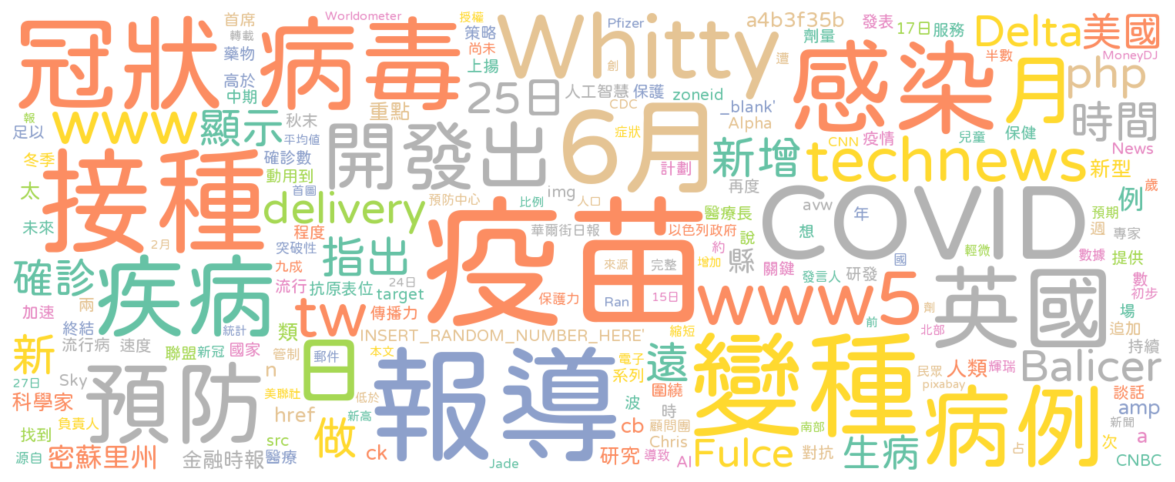 首席
Worldometer
轉載
藥物
高於
中期
冠狀
病毒
授權
策略
尚未
上揚
Whitty
Pfizer
創
a4b3f35b
劑量
遭
發表
17日
服務
Delta
美國
半數
MoneyDJ
報
足以
www
顯示
秋末
平均值
重點
25日
人工智慧
保護
CDC
zoneid
_blank'
Alpha
感染
月
php
時間
冬季
太
未來
接種
確診數
動用到
首圖
開發出
6月
症狀
計劃
新增
CNN
疫情
technews
兒童
保健
News
新型
delivery
預防中心
img
比例
人口
再度
avw
COVID
年
歲
例
預期
週
專家
2月
程度
突破性
九成
流行
疫苗
華爾街日報
醫療長
以色列政府
說
想
約
縣
關鍵
輕微
數據
提供
確診
疾病
指出
抗原表位
24日
target
傳播力
保護力
來源
完整
Ran
15日
增加
發言人
研發
國
英國
數
初步
加速
兩
終結
流行病
速度
聯盟
類
統計
新冠
國家
tw
管制
n
日
郵件
本文
INSERT_RANDOM_NUMBER_HERE'
www5
縮短
前
劑
北部
場
追加
持續
新
27日
科學家
負責人
找到
源自
Sky
預防
密蘇里州
金融時報
美聯社
href
src
醫療
新高
低於
做
ck
報導
Jade
電子
系列
遠
圍繞
波
時
cb
顧問團
研究
導致
Chris
AI
變種
Fulce
南部
對抗
民眾
pixabay
人類
輝瑞
生病
病例
占
Balicer
談話
amp
新聞
a
次
CNBC